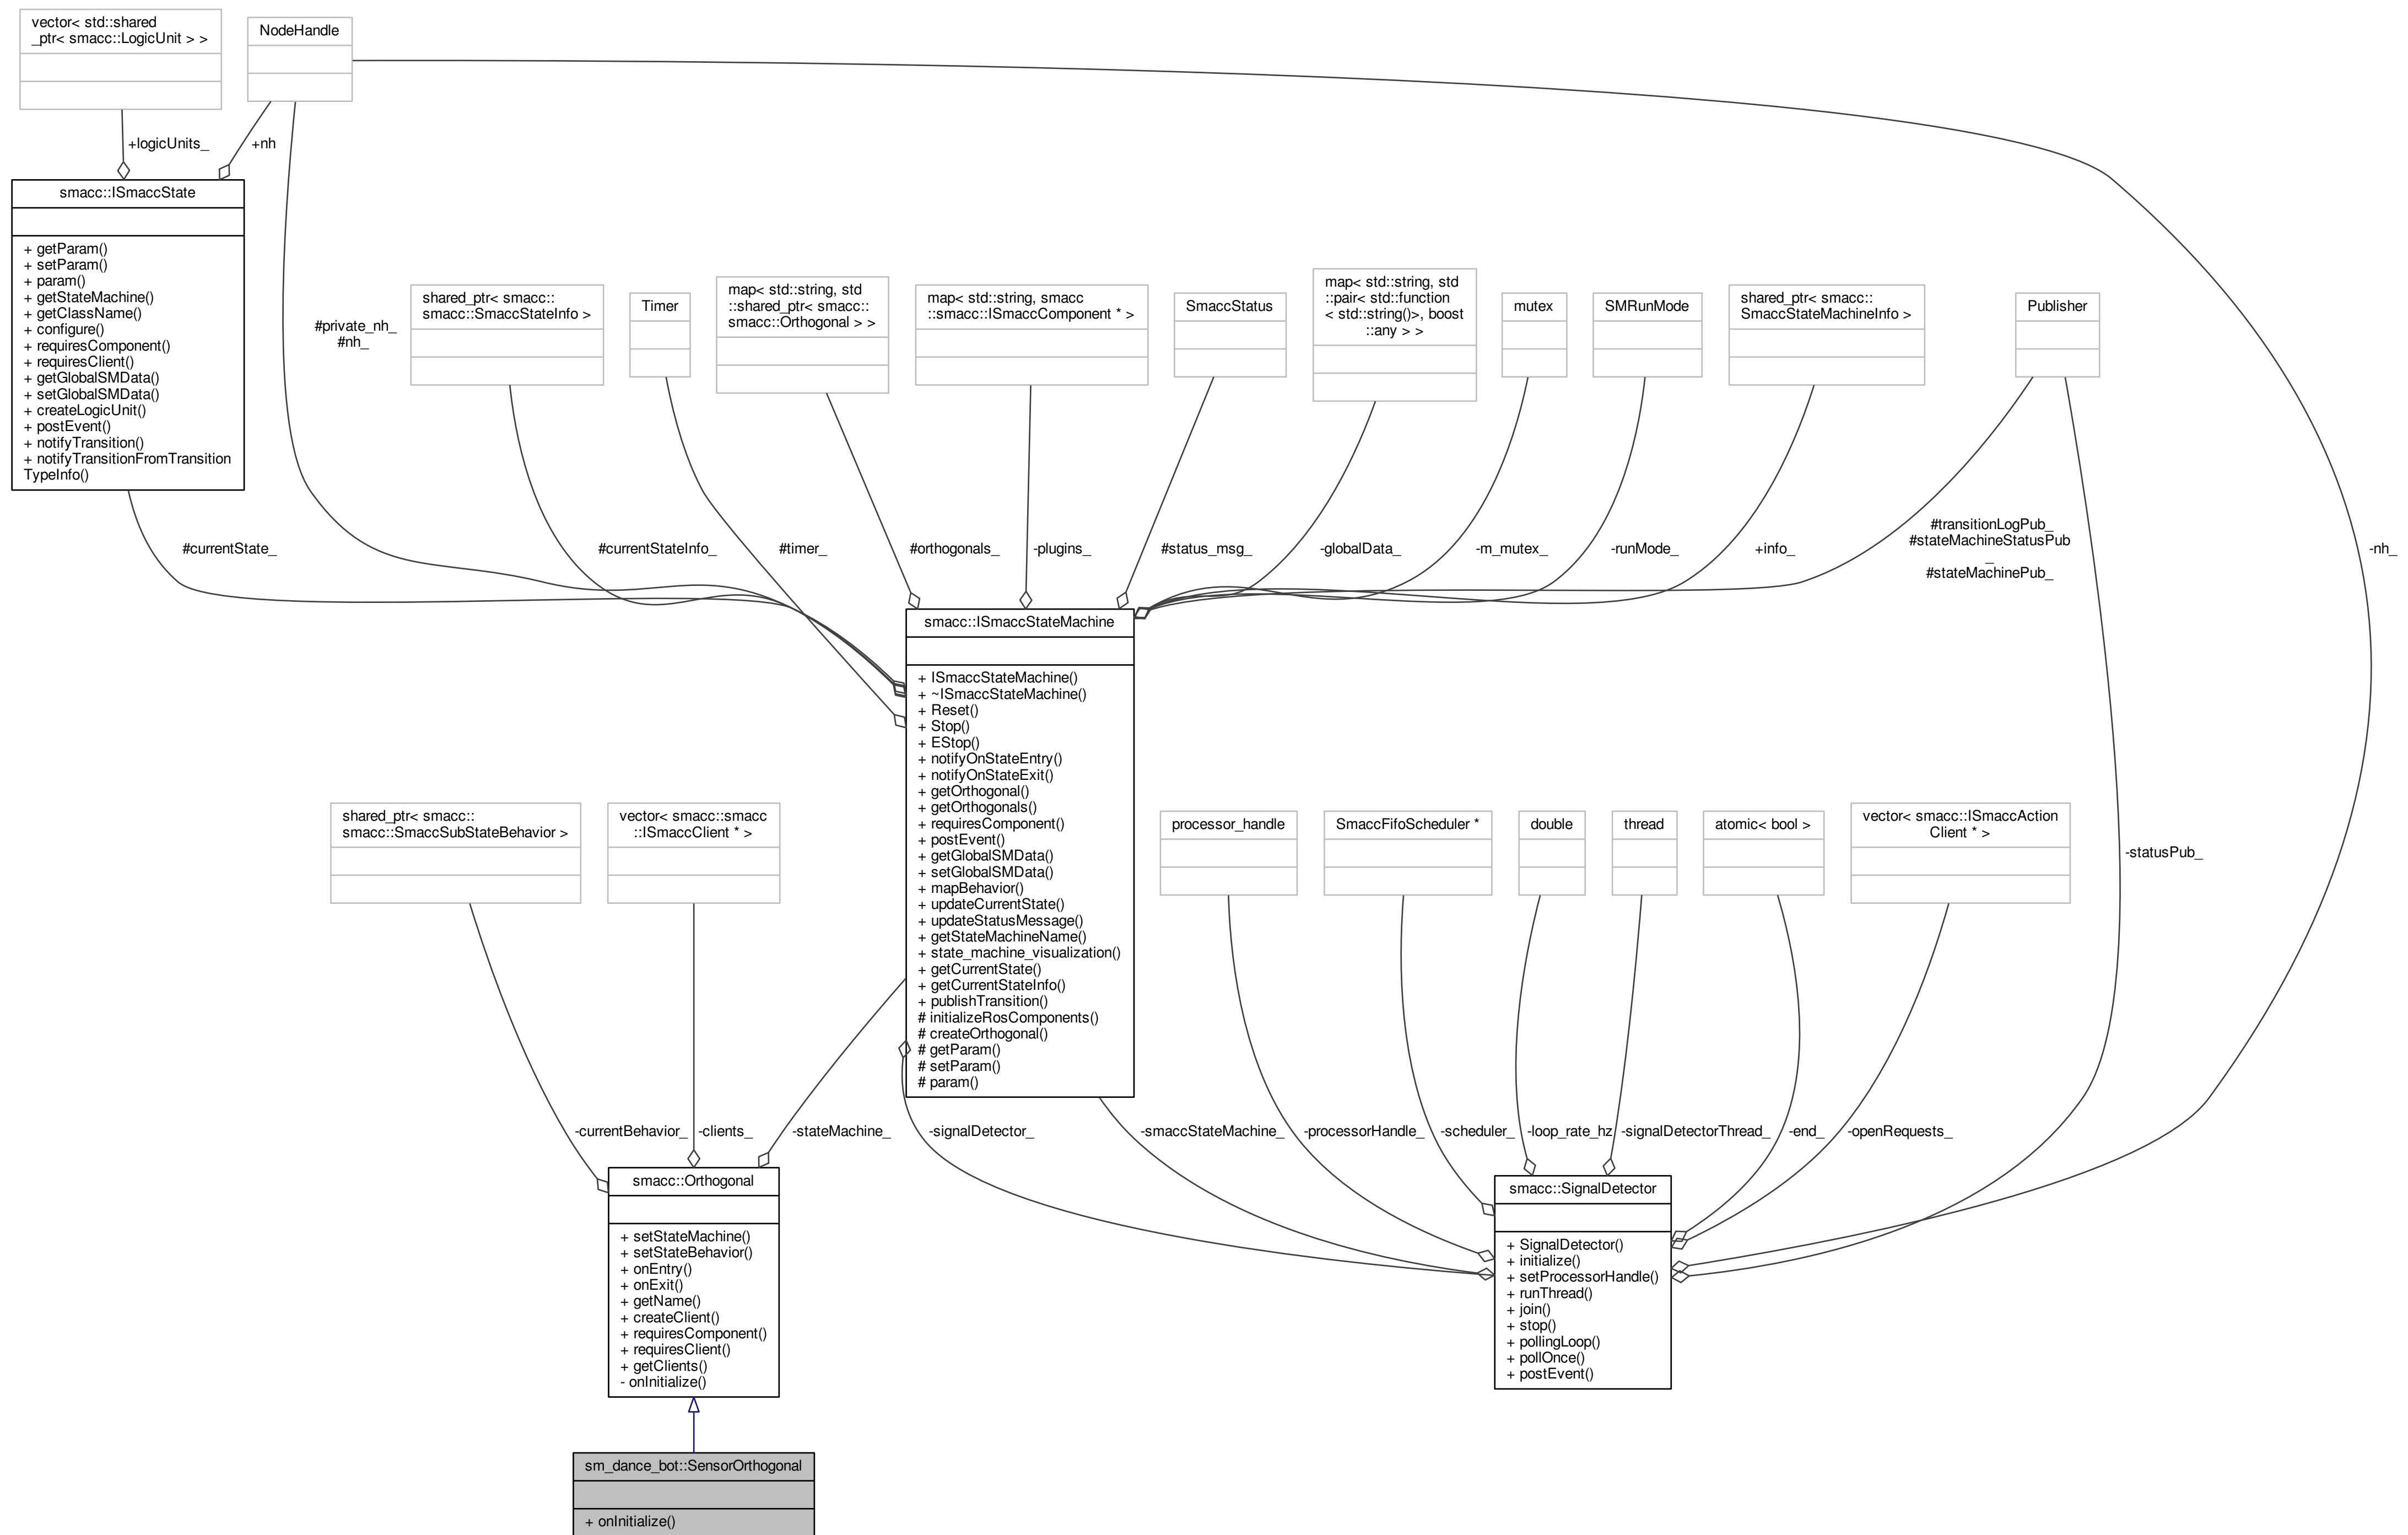 vector< std::shared
_ptr< smacc::LogicUnit > >
NodeHandle
+logicUnits_
+nh
smacc::ISmaccState
+ getParam()
+ setParam()
+ param()
+ getStateMachine()
+ getClassName()
+ configure()
+ requiresComponent()
+ requiresClient()
+ getGlobalSMData()
+ setGlobalSMData()
+ createLogicUnit()
+ postEvent()
+ notifyTransition()
+ notifyTransitionFromTransition
TypeInfo()
#private_nh_
#nh_
shared_ptr< smacc::
smacc::SmaccStateInfo >
Timer
map< std::string, std
::shared_ptr< smacc::
smacc::Orthogonal > >
map< std::string, smacc
::smacc::ISmaccComponent * >
SmaccStatus
map< std::string, std
::pair< std::function
< std::string()>, boost
::any > >
mutex
SMRunMode
shared_ptr< smacc::
SmaccStateMachineInfo >
Publisher
#currentState_
#currentStateInfo_
#timer_
#orthogonals_
-plugins_
#status_msg_
-globalData_
-m_mutex_
-runMode_
+info_
#transitionLogPub_
#stateMachineStatusPub
_
#stateMachinePub_
-nh_
smacc::ISmaccStateMachine
+ ISmaccStateMachine()
+ ~ISmaccStateMachine()
+ Reset()
+ Stop()
+ EStop()
+ notifyOnStateEntry()
+ notifyOnStateExit()
+ getOrthogonal()
+ getOrthogonals()
+ requiresComponent()
+ postEvent()
+ getGlobalSMData()
+ setGlobalSMData()
+ mapBehavior()
+ updateCurrentState()
+ updateStatusMessage()
+ getStateMachineName()
+ state_machine_visualization()
+ getCurrentState()
+ getCurrentStateInfo()
+ publishTransition()
# initializeRosComponents()
# createOrthogonal()
# getParam()
# setParam()
# param()
shared_ptr< smacc::
smacc::SmaccSubStateBehavior >
vector< smacc::smacc
::ISmaccClient * >
processor_handle
SmaccFifoScheduler *
double
thread
atomic< bool >
vector< smacc::ISmaccAction
Client * >
-statusPub_
-currentBehavior_
-clients_
-stateMachine_
-signalDetector_
-smaccStateMachine_
-processorHandle_
-scheduler_
-loop_rate_hz
-signalDetectorThread_
-end_
-openRequests_
smacc::Orthogonal
+ setStateMachine()
+ setStateBehavior()
+ onEntry()
+ onExit()
+ getName()
+ createClient()
+ requiresComponent()
+ requiresClient()
+ getClients()
- onInitialize()
smacc::SignalDetector
+ SignalDetector()
+ initialize()
+ setProcessorHandle()
+ runThread()
+ join()
+ stop()
+ pollingLoop()
+ pollOnce()
+ postEvent()
sm_dance_bot::SensorOrthogonal
+ onInitialize()